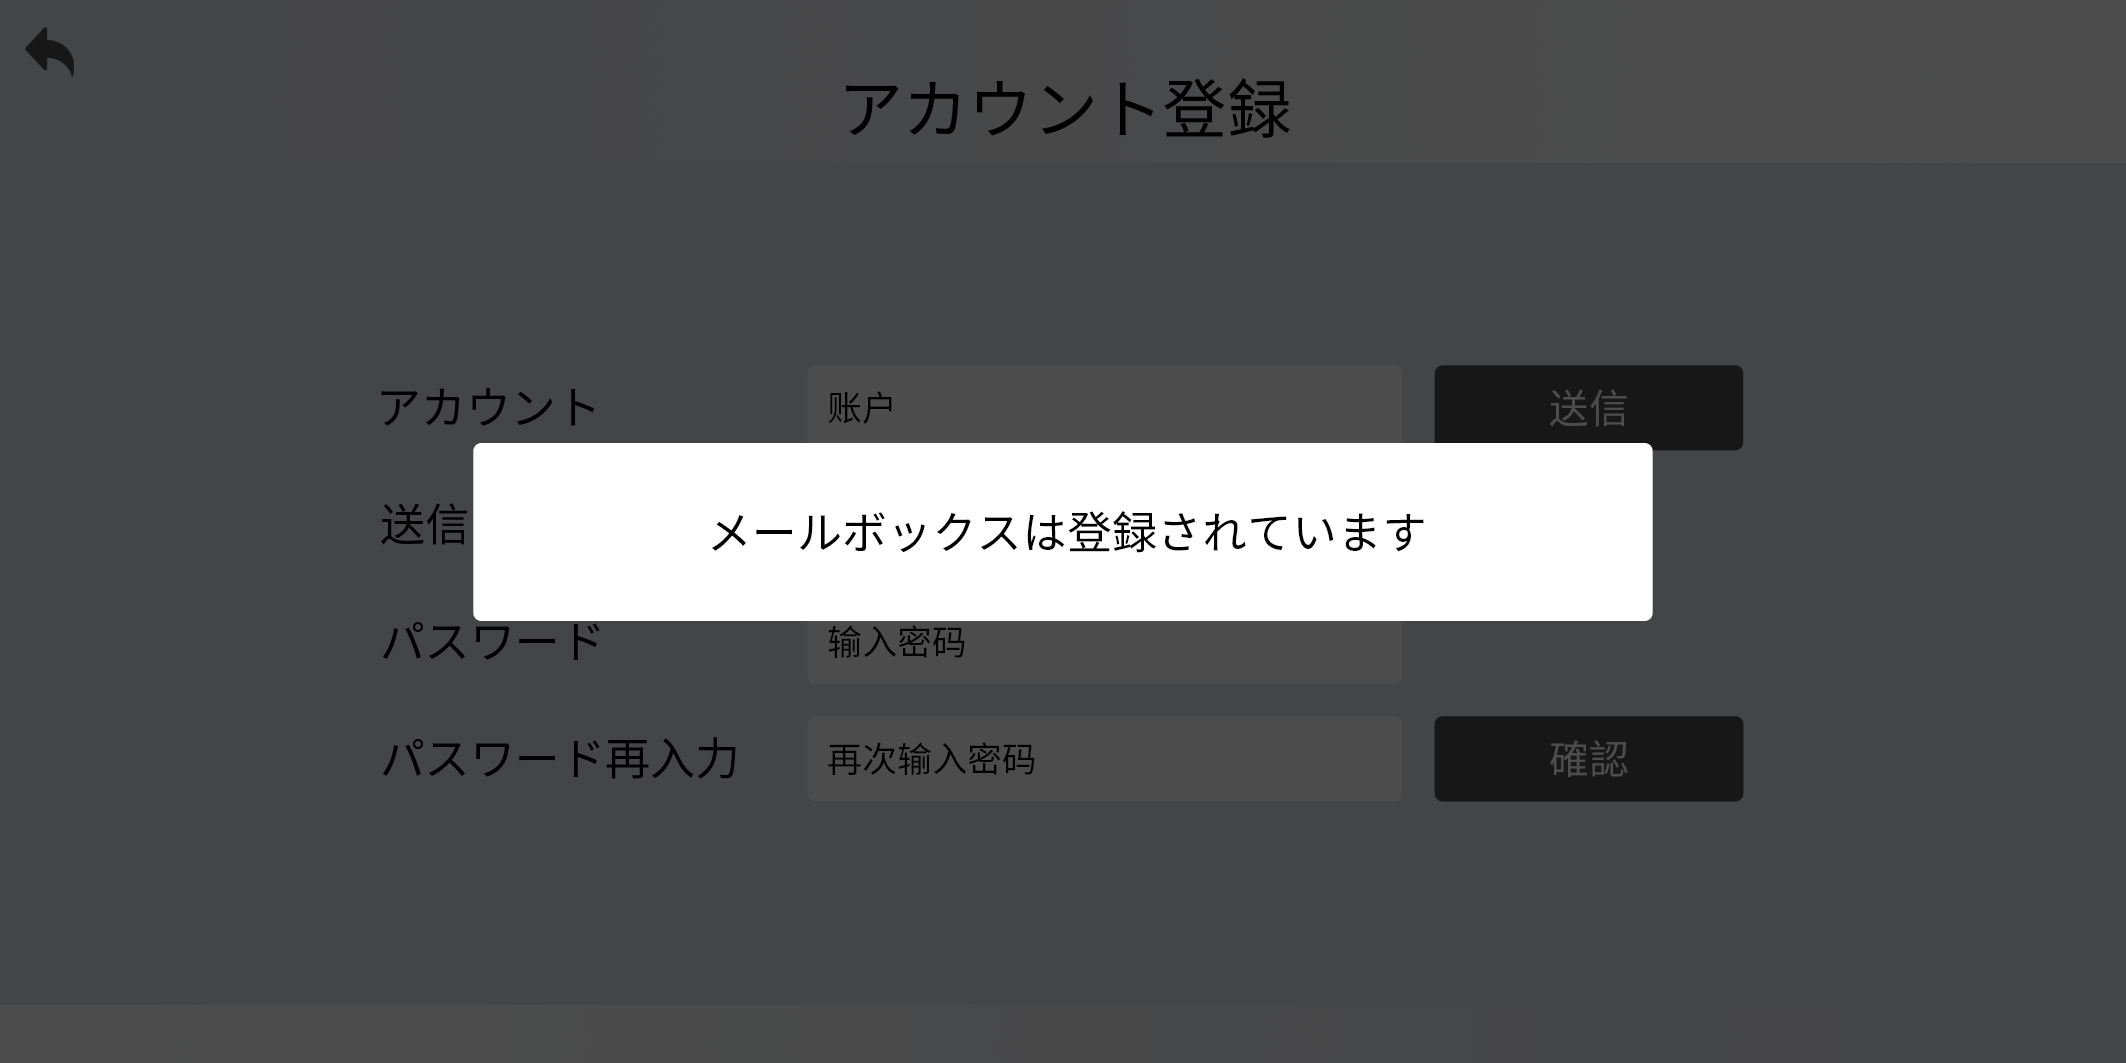 アカウント登録
アカウント
账户
送信
送信
メールボックスは登録されています
パスワード
输入密码
パスワード再入力
再次输入密码
確認